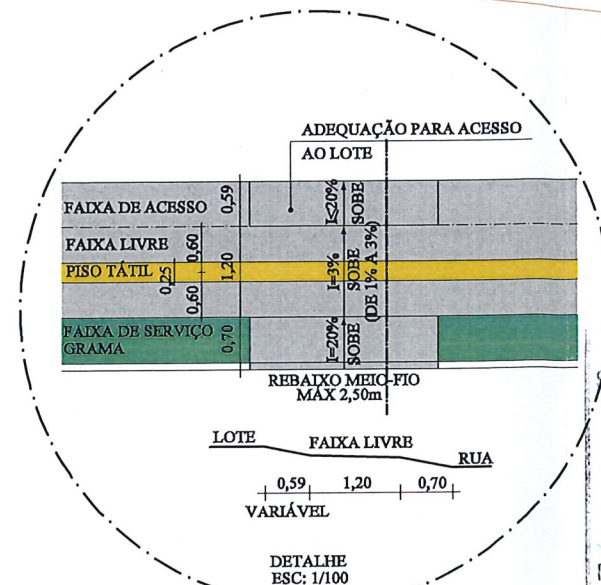 ADEQUAÇÃO PARA ACESSO
AO LOTE
FAIXA DE ACESSO
0,59
I<20%
SOBE
FAIXA LIVRE
0,60
1,20
PISO TÁTIL
0,25
0,60
I=3%
SOBE
(DE 1% A 3%)
FAIXA DE SERVIÇO
GRAMA
0,70
I=20%
SOBE
REBAIXO MEIO-FIO
MÁX 2,50m
LOTE
FAIXA LIVRE
RUA
0,59
1,20
0,70
VARIÁVEL
DETALHE
ESC: 1/100